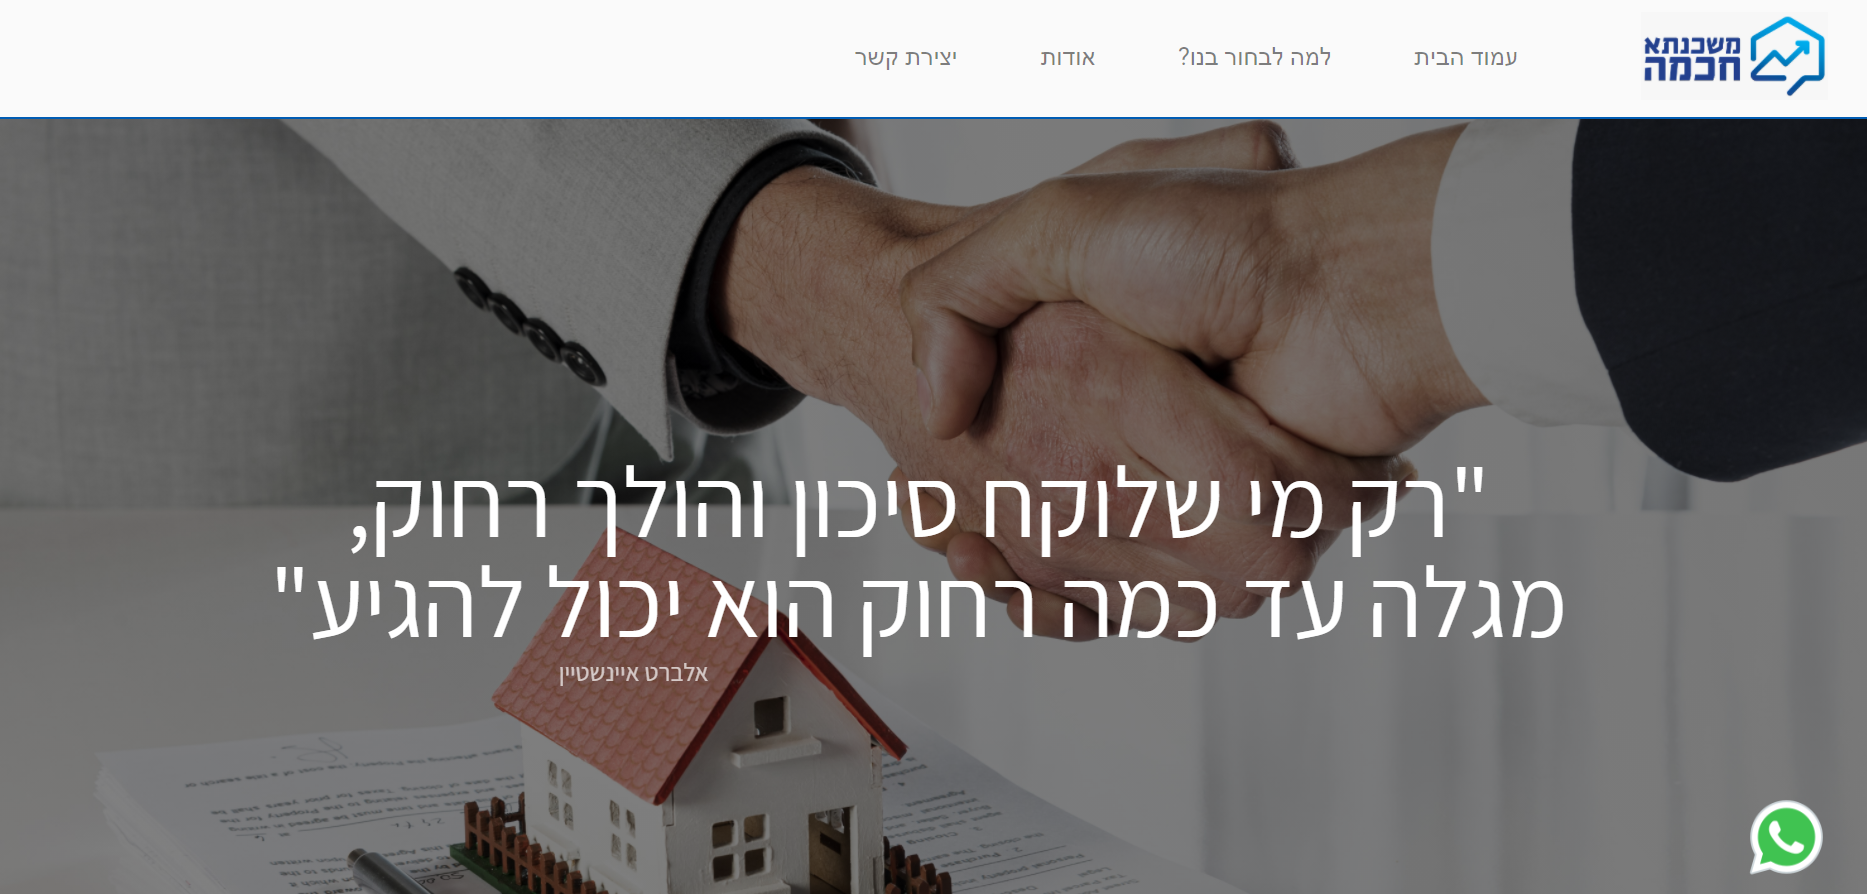 משכנתא
חכמה
עמוד הבית
למה לבחור בנו?
אודות
יצירת קשר
"רק מי שלוקח סיכון והולך רחוק,
מגלה עד כמה רחוק הוא יכול להגיע"
אלברט איינשטיין